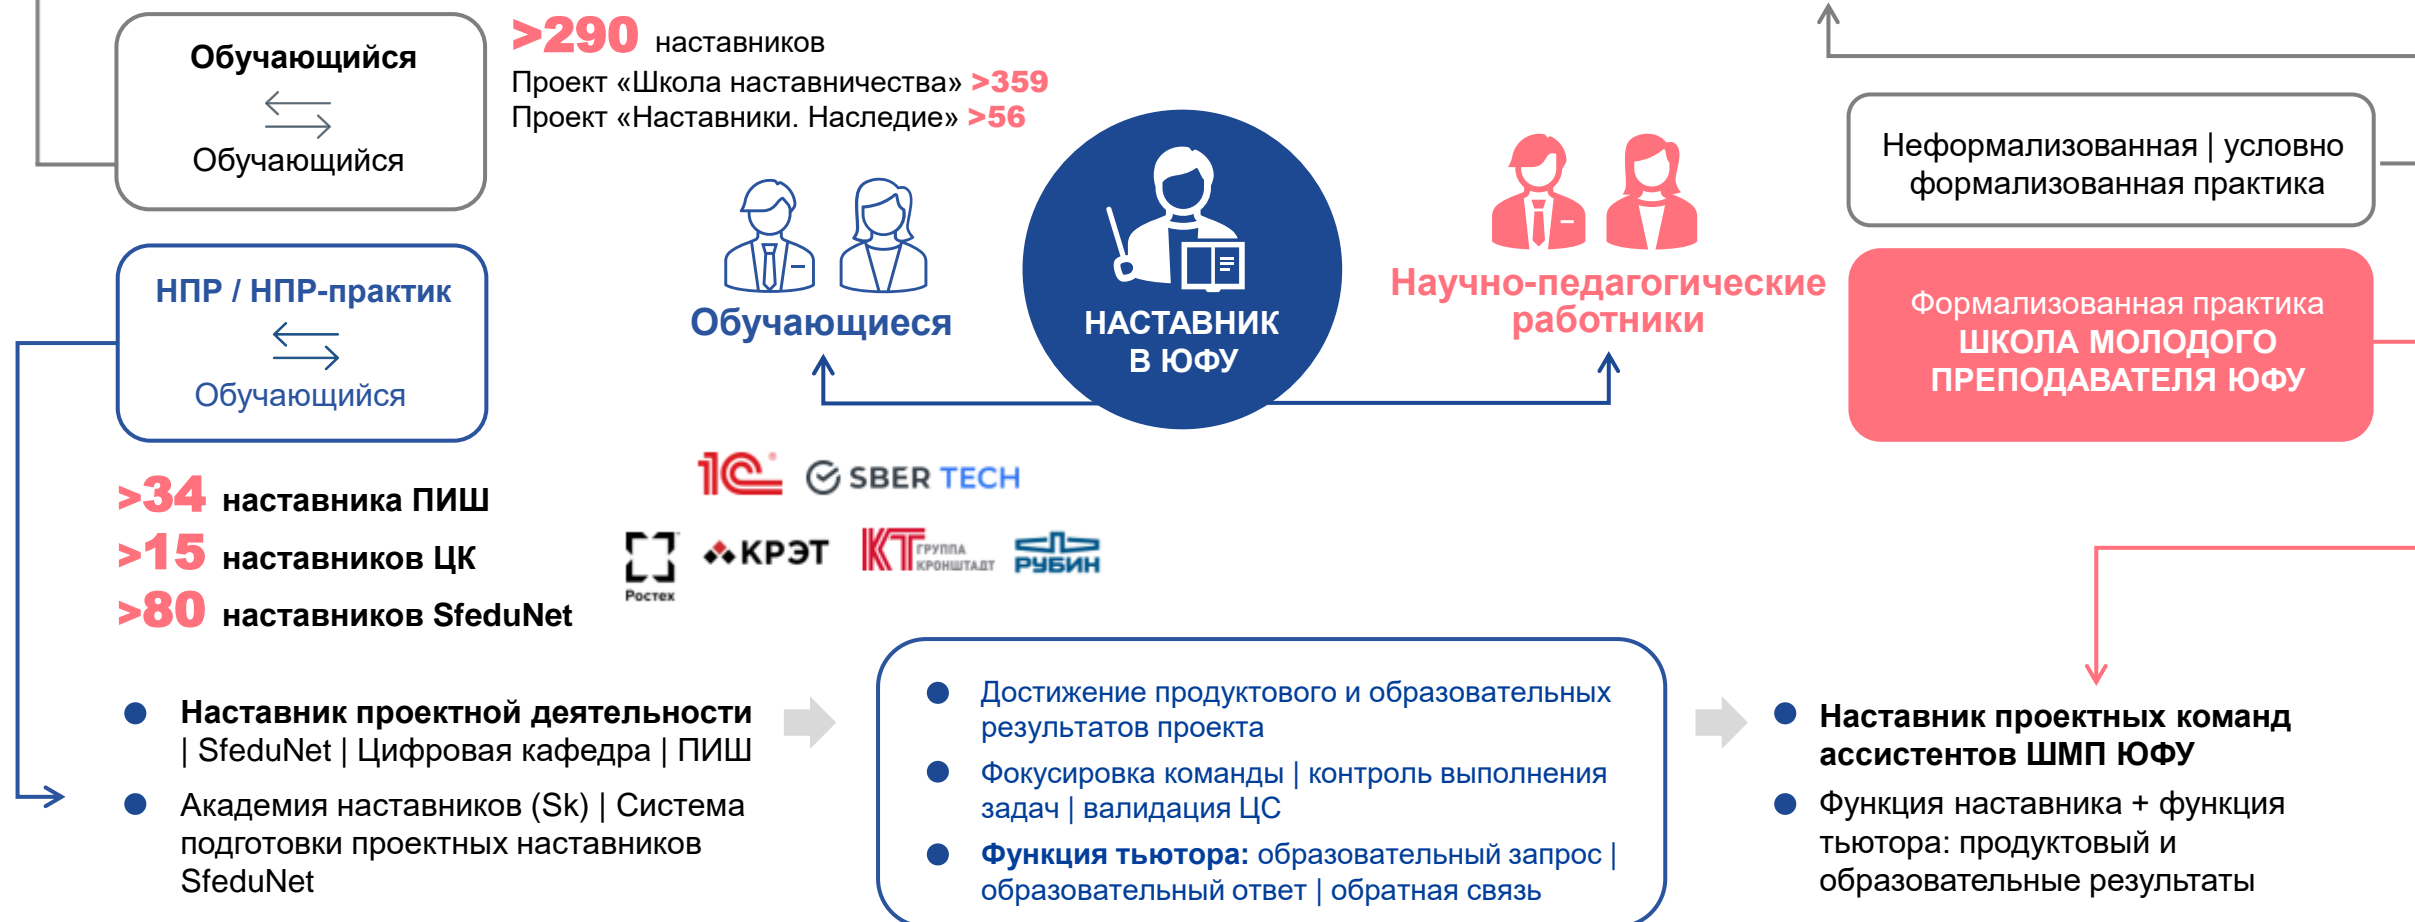 Обучающийся
Обучающийся
>290 наставников
Проект «Школа наставничества» >359
Проект «Наставники. Наследие» >56
НПР / НПР-практик
Обучающийся
Обучающиеся
НАСТАВНИК
В ЮФУ
Научно-педагогические
работники
Неформализованная | условно
формализованная практика
Формализованная практика
ШКОЛА МОЛОДОГО
ПРЕПОДАВАТЕЛЯ ЮФУ
>34 наставника ПИШ
>15 наставников ЦК
>80 наставников SfeduNet
1С
SBER TECH
Ростех
КРЭТ
КТ ГРУППА
КРОНШТАДТ
РУБИН
Наставник проектной деятельности
| SfeduNet | Цифровая кафедра | ПИШ
Академия наставников (Sk) | Система
подготовки проектных наставников
SfeduNet
Достижение продуктового и образовательных
результатов проекта
Фокусировка команды | контроль выполнения
задач | валидация ЦС
Функция тьютора: образовательный запрос |
образовательный ответ | обратная связь
Наставник проектных команд
ассистентов ШМП ЮФУ
Функция наставника + функция
тьютора: продуктовый и
образовательные результаты